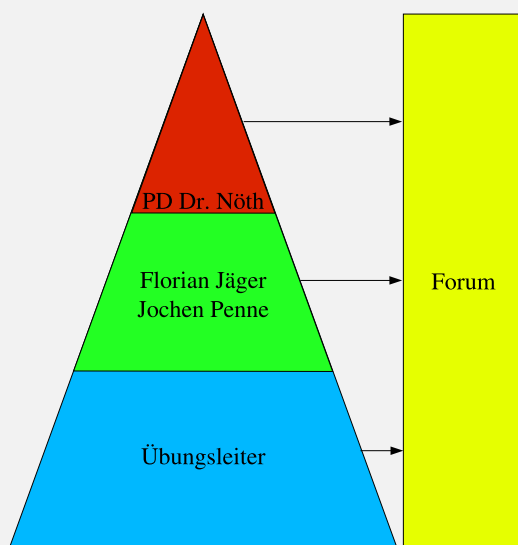 PD Dr. Nöth
Florian Jäger
Jochen Penne
Forum
Übungsleiter